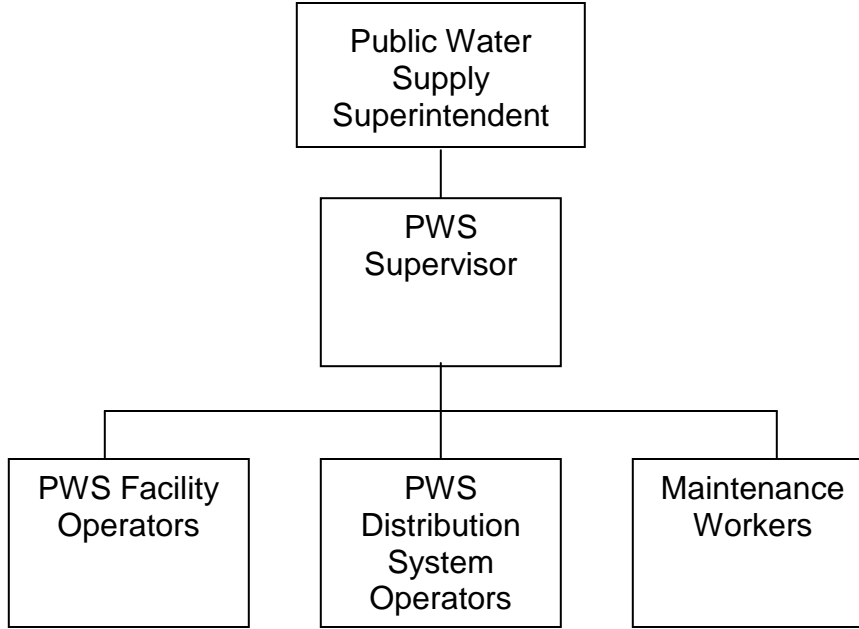 Public Water
Supply
Superintendent
PWS
Supervisor
PWS Facility
Operators
PWS
Distribution
System
Operators
Maintenance
Workers